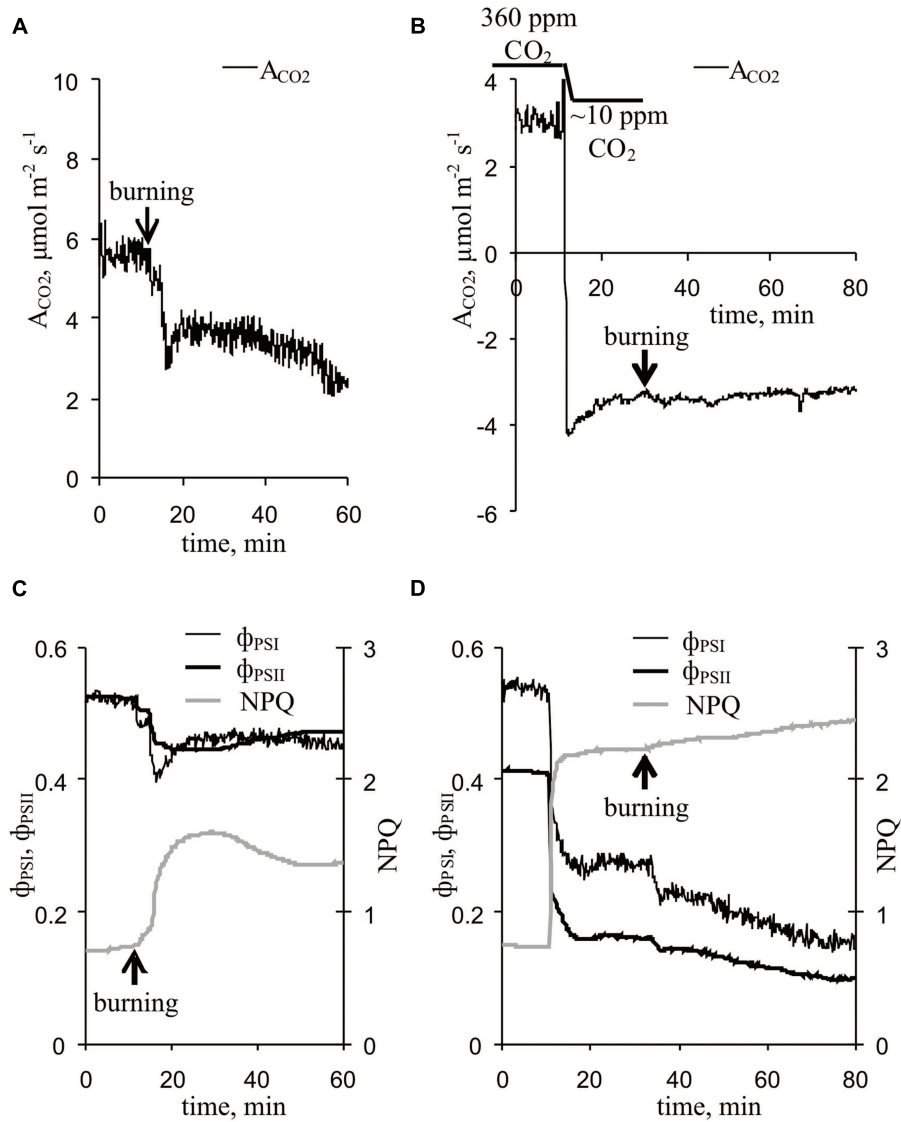 A
A_CO2
10
8
6
4
2
0
A_CO2, µmol m⁻² s⁻¹
burning
0 20 40 60
time, min
B
360 ppm
CO₂
A_CO2
~10 ppm
CO₂
4
2
0
-2
-4
-6
A_CO2, µmol m⁻² s⁻¹
0 20 40 60 80
time, min
burning
C
ϕPSI
ϕPSII
NPQ
0.6
0.4
0.2
0
ϕPSI, ϕPSII
3
2
1
0
NPQ
burning
0 20 40 60
time, min
D
ϕPSI
ϕPSII
NPQ
0.6
0.4
0.2
0
ϕPSI, ϕPSII
3
2
1
0
NPQ
burning
0 20 40 60 80
time, min